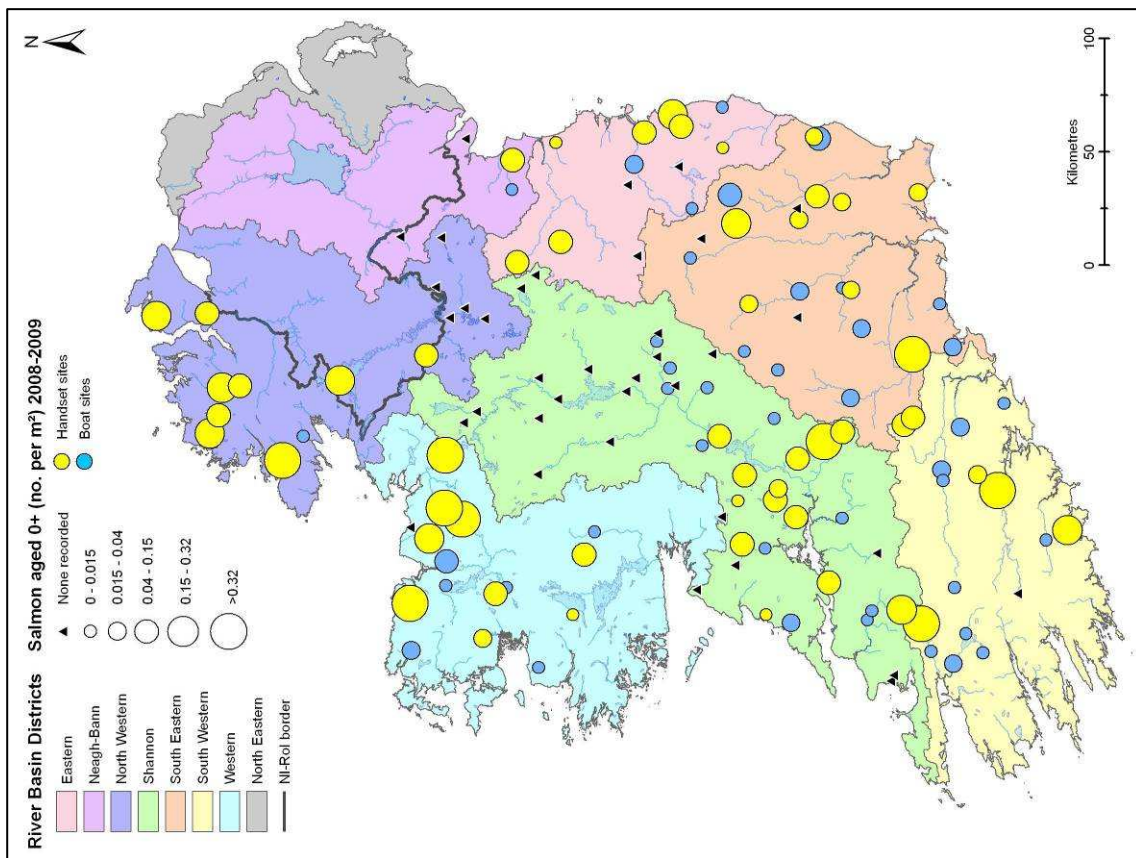 River Basin Districts
Eastern
Neagh-Bann
North Western
Shannon
South Eastern
South Western
Western
North Eastern
NI-RoI border
Salmon aged 0+ (no. per m²) 2008-2009
None recorded
0 - 0.015
0.015 - 0.04
0.04 - 0.15
0.15 - 0.32
>0.32
Handset sites
Boat sites
N
0 50 100
Kilometres